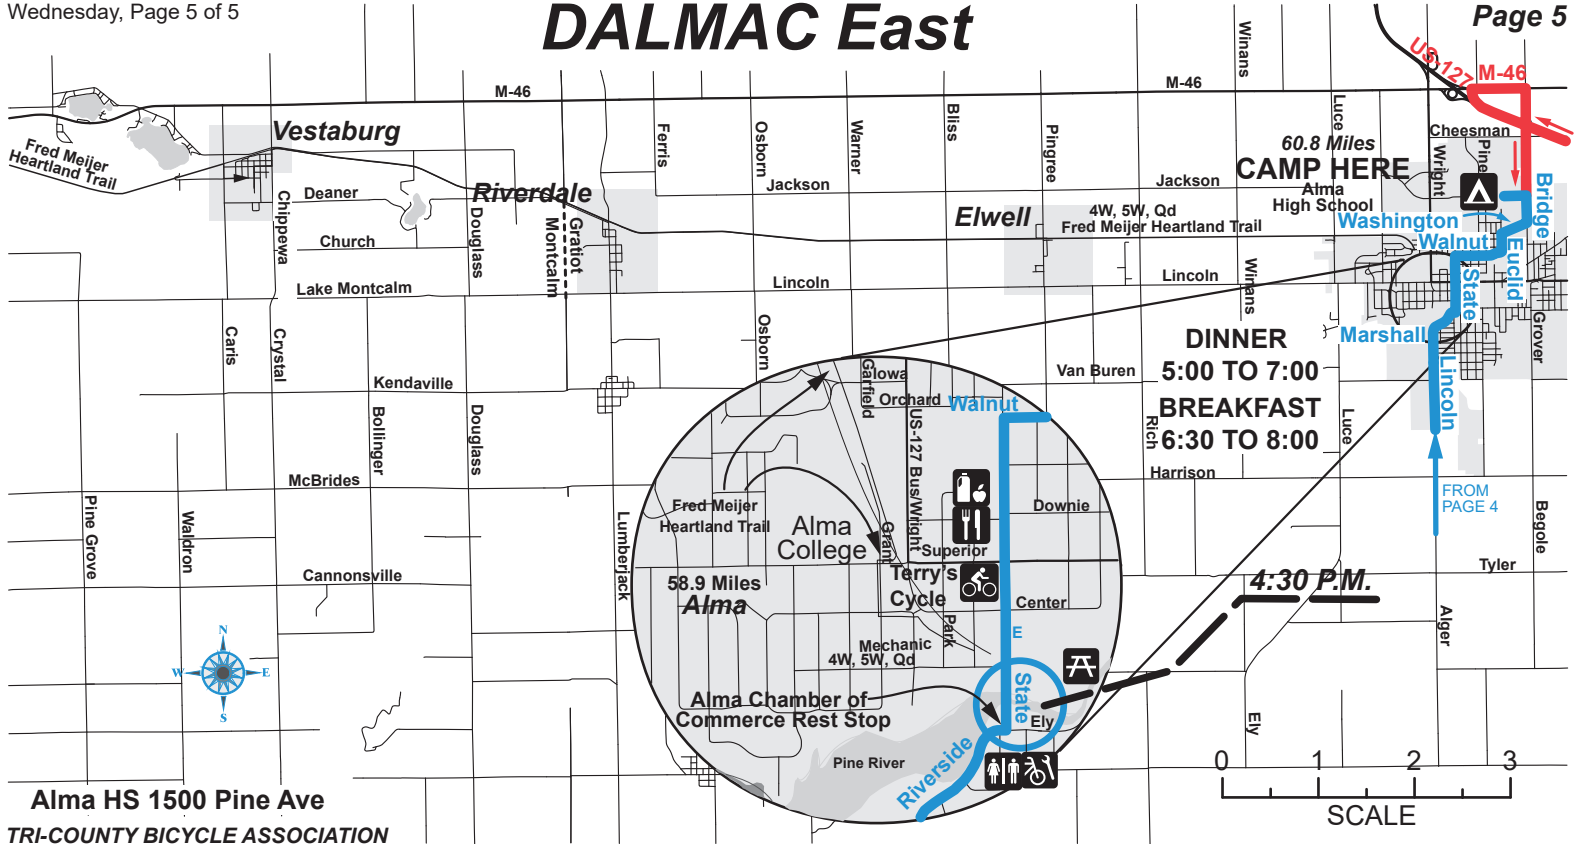 Wednesday, Page 5 of 5
DALMAC East
Page 5
US-127
M-46
M-46
M-46
Winans
Luce
Cheesman
60.8 Miles
CAMP HERE
Alma
High School
Wright
Pine
Bridge
Vestaburg
Fred Meijer
Heartland Trail
Ferris
Osborn
Warner
Bliss
Pingree
Deaner
Riverdale
Jackson
Jackson
Chippewa
Church
Douglass
Montcalm
Gratiot
Elwell
4W, 5W, Qd
Fred Meijer Heartland Trail
Washington
Walnut
Euclid
State
Lake Montcalm
Lincoln
Lincoln
Winans
Caris
Crystal
Osborn
Marshall
Grover
Lincoln
DINNER
5:00 TO 7:00
BREAKFAST
6:30 TO 8:00
Kendaville
Van Buren
Bollinger
Douglass
Rich
Luce
McBrides
Harrison
FROM
PAGE 4
Pine Grove
Waldron
Lumberjack
Begole
Cannonsville
Tyler
4:30 P.M.
Alger
Ely
Garfield
Iowa
Orchard
Walnut
US-127 Bus/Wright
Fred Meijer
Heartland Trail
Alma
College
Grant
Downie
Superior
58.9 Miles
Alma
Terry's
Cycle
Center
Park
E
Mechanic
4W, 5W, Qd
Alma Chamber of
Commerce Rest Stop
State
Ely
Pine River
Riverside
N
W
E
S
0 1 2 3
SCALE
Alma HS 1500 Pine Ave
TRI-COUNTY BICYCLE ASSOCIATION